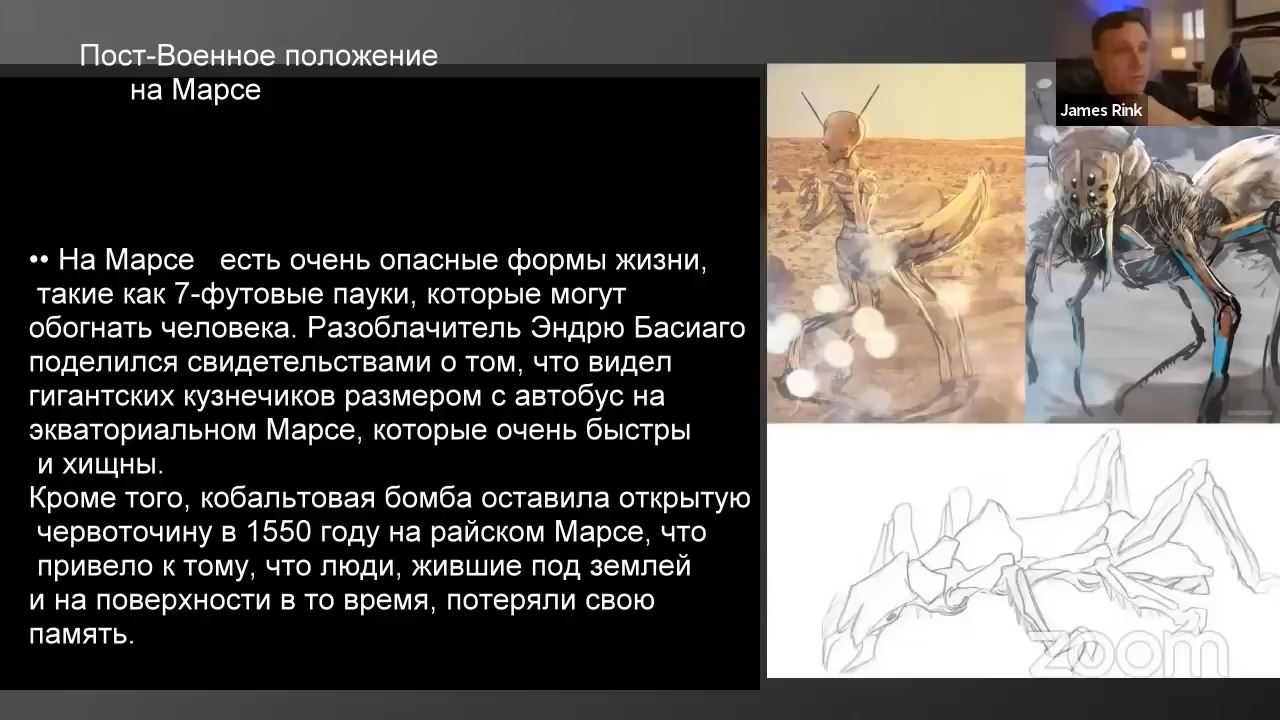 Пост-Военное положение
на Марсе
James Rink
•• На Марсе есть очень опасные формы жизни,
такие как 7-футовые пауки, которые могут
обогнать человека. Разоблачитель Эндрю Басиаго
поделился свидетельствами о том, что видел
гигантских кузнечиков размером с автобус на
экваториальном Марсе, которые очень быстры
и хищны.
Кроме того, кобальтовая бомба оставила открытую
червоточину в 1550 году на райском Марсе, что
привело к тому, что люди, жившие под землей
и на поверхности в то время, потеряли свою
память.
zoom